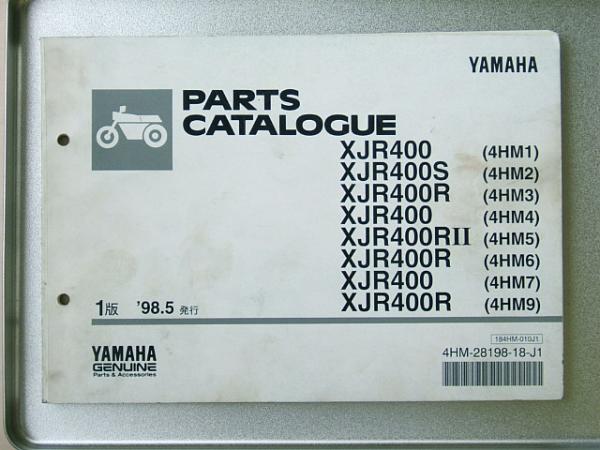 YAMAHA
PARTS
CATALOGUE
XJR400 (4HM1)
XJR400S (4HM2)
XJR400R (4HM3)
XJR400 (4HM4)
XJR400RII (4HM5)
XJR400R (4HM6)
XJR400 (4HM7)
XJR400R (4HM9)
1版 '98.5 発行
184HM-010J1
YAMAHA
GENUINE
Parts & Accessories
4HM-28198-18-J1